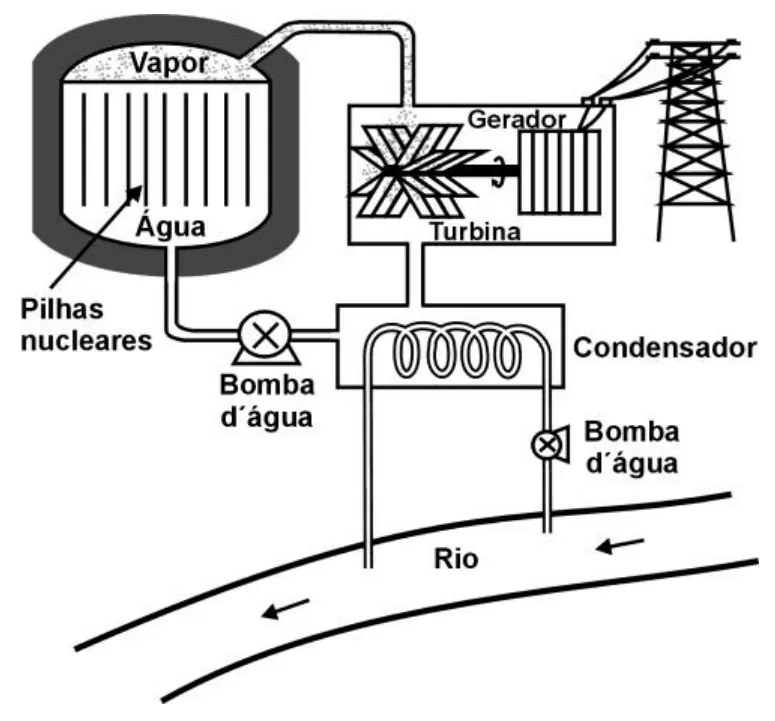 Vapor
Gerador
Água
Turbina
Pilhas
nucleares
Condensador
Bomba
d´água
Bomba
d´água
Rio